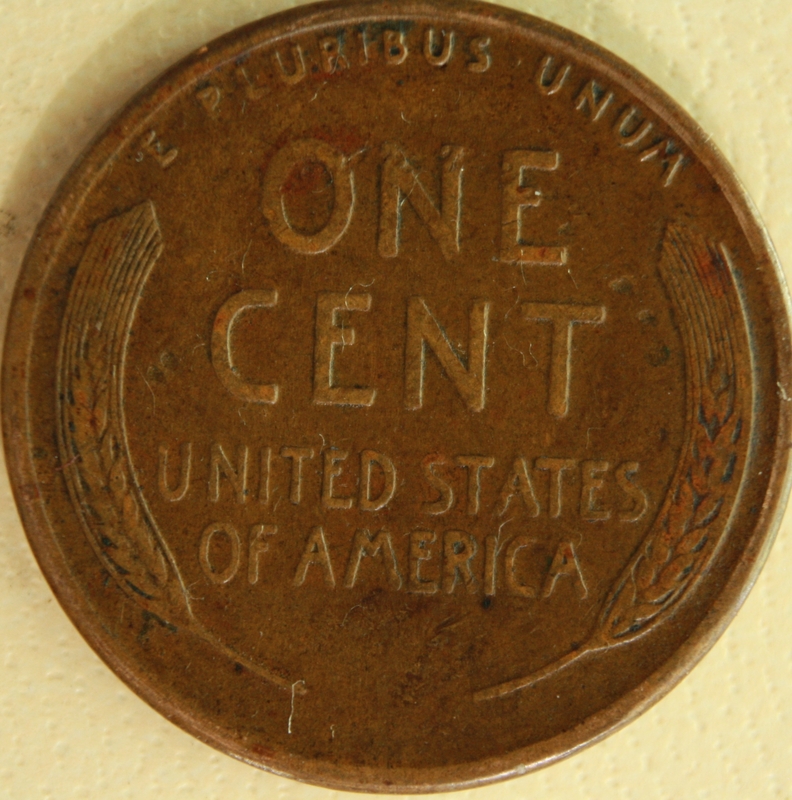 E PLURIBUS · UNUM
ONE
CENT
UNITED STATES
OF AMERICA